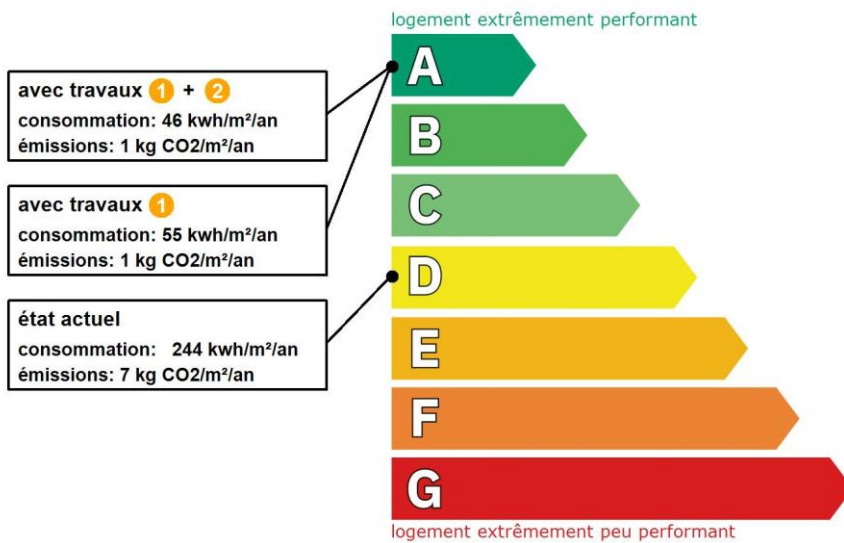 logement extrêmement performant
avec travaux 1 + 2
consommation: 46 kwh/m²/an
émissions: 1 kg CO2/m²/an
avec travaux 1
consommation: 55 kwh/m²/an
émissions: 1 kg CO2/m²/an
état actuel
consommation: 244 kwh/m²/an
émissions: 7 kg CO2/m²/an
A
B
C
D
E
F
G
logement extrêmement peu performant